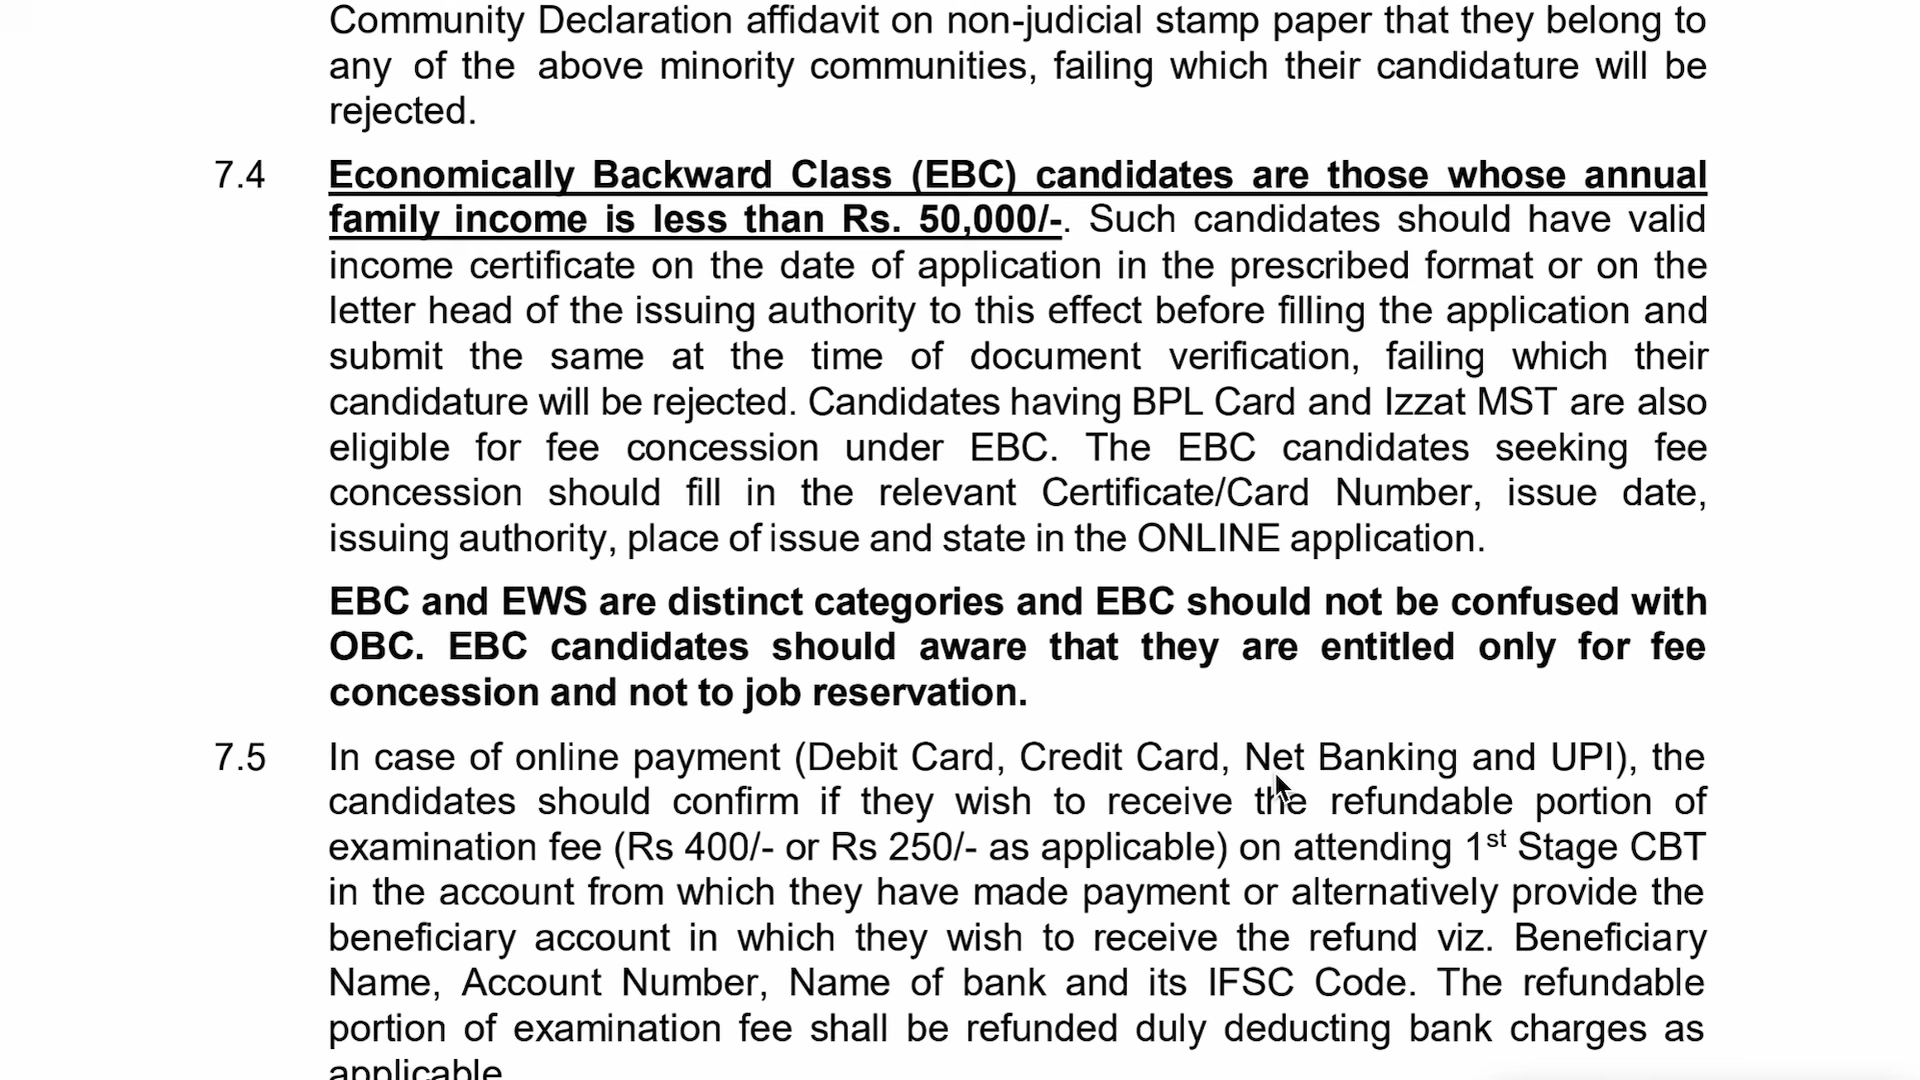 Community Declaration affidavit on non-judicial stamp paper that they belong to
any of the above minority communities, failing which their candidature will be
rejected.
7.4 Economically Backward Class (EBC) candidates are those whose annual
family income is less than Rs. 50,000/-. Such candidates should have valid
income certificate on the date of application in the prescribed format or on the
letter head of the issuing authority to this effect before filling the application and
submit the same at the time of document verification, failing which their
candidature will be rejected. Candidates having BPL Card and Izzat MST are also
eligible for fee concession under EBC. The EBC candidates seeking fee
concession should fill in the relevant Certificate/Card Number, issue date,
issuing authority, place of issue and state in the ONLINE application.
EBC and EWS are distinct categories and EBC should not be confused with
OBC. EBC candidates should aware that they are entitled only for fee
concession and not to job reservation.
7.5 In case of online payment (Debit Card, Credit Card, Net Banking and UPI), the
candidates should confirm if they wish to receive the refundable portion of
examination fee (Rs 400/- or Rs 250/- as applicable) on attending 1st Stage CBT
in the account from which they have made payment or alternatively provide the
beneficiary account in which they wish to receive the refund viz. Beneficiary
Name, Account Number, Name of bank and its IFSC Code. The refundable
portion of examination fee shall be refunded duly deducting bank charges as
applicable